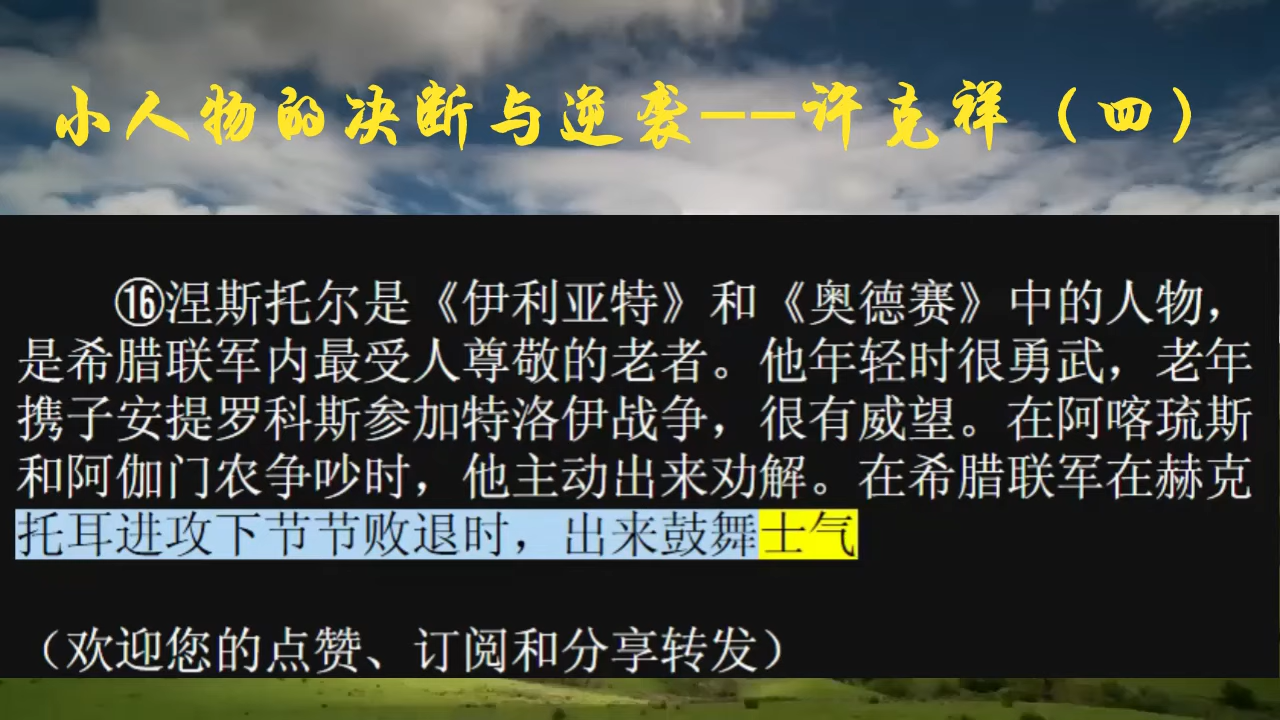 小人物的决断与逆袭——许克祥（四）
⑯涅斯托尔是《伊利亚特》和《奥德赛》中的人物，
是希腊联军内最受人尊敬的老者。他年轻时很勇武，老年
携子安提罗科斯参加特洛伊战争，很有威望。在阿喀琉斯
和阿伽门农争吵时，他主动出来劝解。在希腊联军在赫克
托耳进攻下节节败退时，出来鼓舞士气
（欢迎您的点赞、订阅和分享转发）